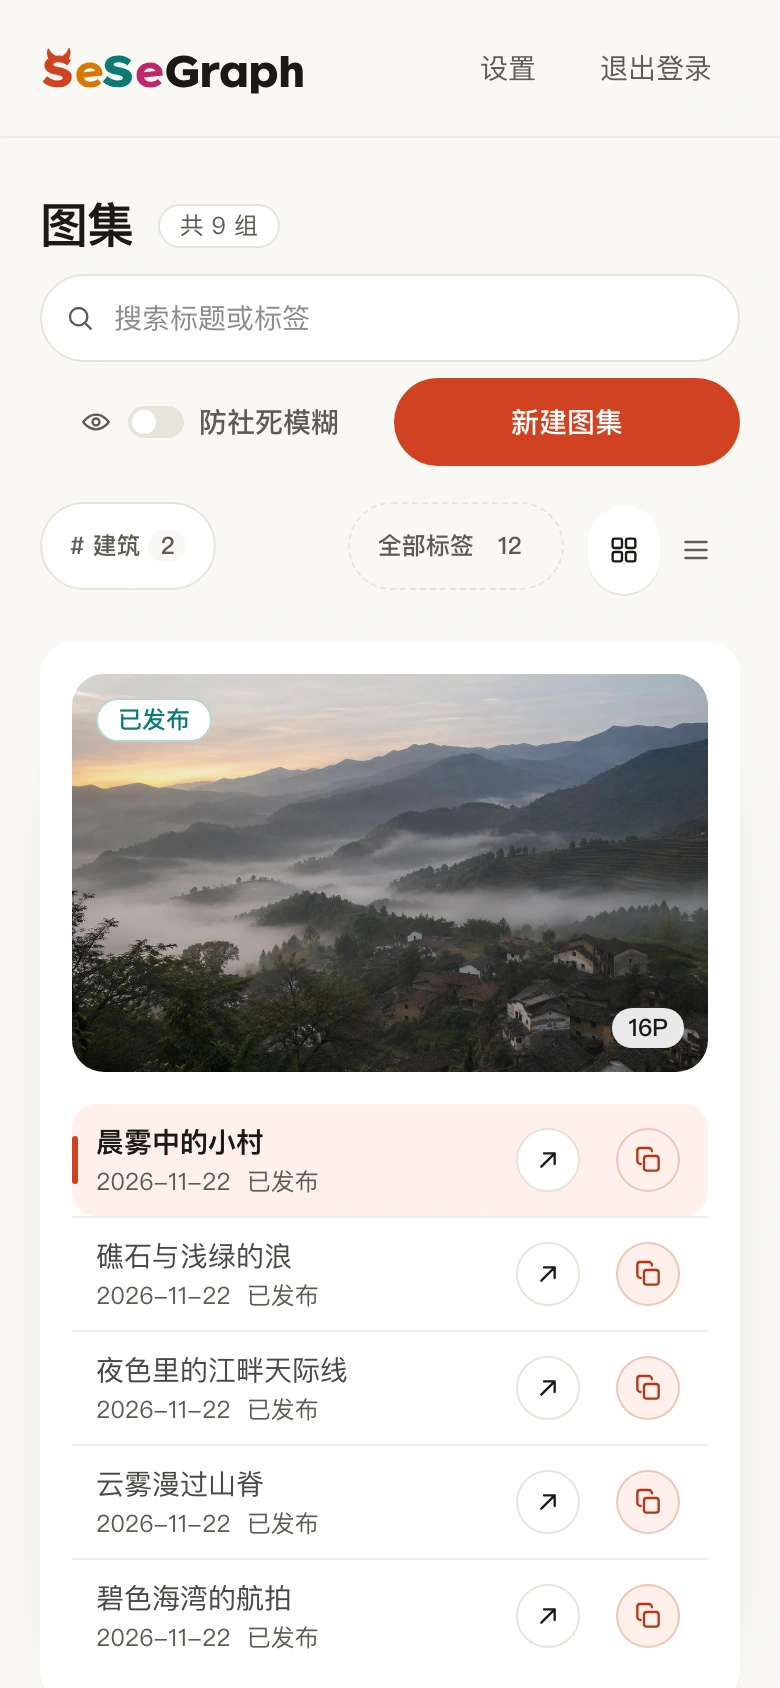 SeSeGraph 设置 退出登录
图集 共 9 组
搜索标题或标签
防社死模糊 新建图集
# 建筑 2 全部标签 12
已发布
16P
晨雾中的小村
2026-11-22 已发布
礁石与浅绿的浪
2026-11-22 已发布
夜色里的江畔天际线
2026-11-22 已发布
云雾漫过山脊
2026-11-22 已发布
碧色海湾的航拍
2026-11-22 已发布